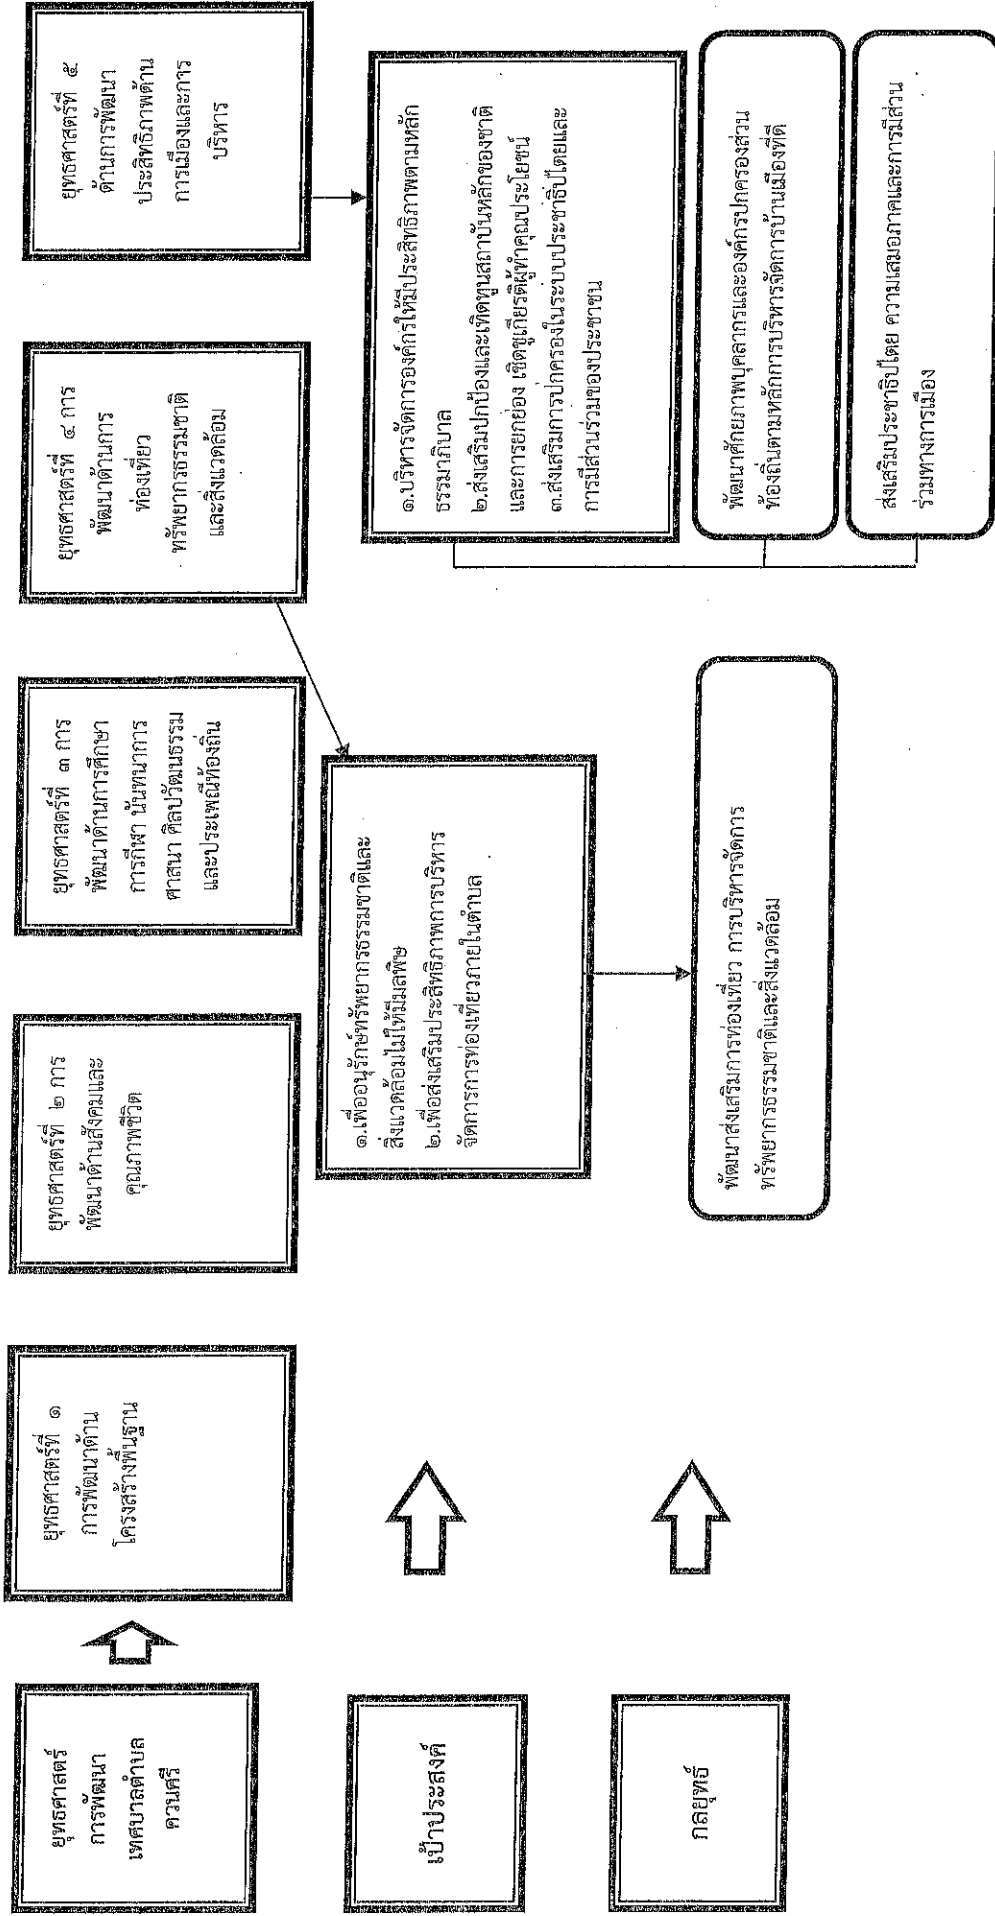 ยุทธศาสตร์
การพัฒนา
เทศบาลตำบล
ควนศรี
ยุทธศาสตร์ที่ ๑
การพัฒนาด้าน
โครงสร้างพื้นฐาน
ยุทธศาสตร์ที่ ๒ การ
พัฒนาด้านสังคมและ
คุณภาพชีวิต
ยุทธศาสตร์ที่ ๓ การ
พัฒนาด้านการศึกษา
การกีฬา นันทนาการ
ศาสนา ศิลปวัฒนธรรม
และประเพณีท้องถิ่น
ยุทธศาสตร์ที่ ๔ การ
พัฒนาด้านการ
ท่องเที่ยว
ทรัพยากรธรรมชาติ
และสิ่งแวดล้อม
ยุทธศาสตร์ที่ ๕
ด้านการพัฒนา
ประสิทธิภาพด้าน
การเมืองและการ
บริหาร
เป้าประสงค์
๑.เพื่ออนุรักษ์ทรัพยากรธรรมชาติและ
สิ่งแวดล้อมไม่ให้มีมลพิษ
๒.เพื่อส่งเสริมประสิทธิภาพการบริหาร
จัดการการท่องเที่ยวภายในตำบล
๑.บริหารจัดการองค์กรให้มีประสิทธิภาพตามหลัก
ธรรมาภิบาล
๒.ส่งเสริมปกป้องและเทิดทูนสถาบันหลักของชาติ
และการยกย่อง เชิดชูเกียรติผู้ทำคุณประโยชน์
๓.ส่งเสริมการปกครองในระบบประชาธิปไตยและ
การมีส่วนร่วมของประชาชน
กลยุทธ์
พัฒนาส่งเสริมการท่องเที่ยว การบริหารจัดการ
ทรัพยากรธรรมชาติและสิ่งแวดล้อม
พัฒนาศักยภาพบุคลากรและองค์กรปกครองส่วน
ท้องถิ่นตามหลักการบริหารจัดการบ้านเมืองที่ดี
ส่งเสริมประชาธิปไตย ความเสมอภาคและการมีส่วน
ร่วมทางการเมือง